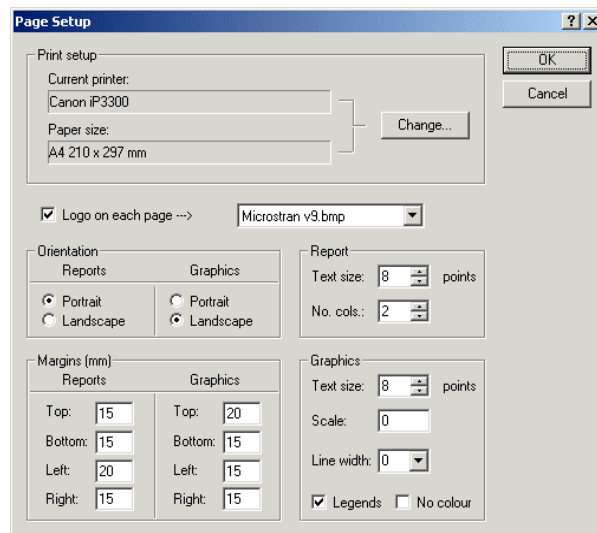 Page Setup
Print setup
Current printer:
Canon iP3300
Paper size:
A4 210 x 297 mm
Change...
OK
Cancel
Logo on each page ---> Microstran v9.bmp
Orientation
Reports Graphics
Portrait Portrait
Landscape Landscape
Report
Text size: 8 points
No. cols.: 2
Margins (mm)
Reports Graphics
Top: 15 Top: 20
Bottom: 15 Bottom: 15
Left: 20 Left: 15
Right: 15 Right: 15
Graphics
Text size: 8 points
Scale: 0
Line width: 0
Legends No colour